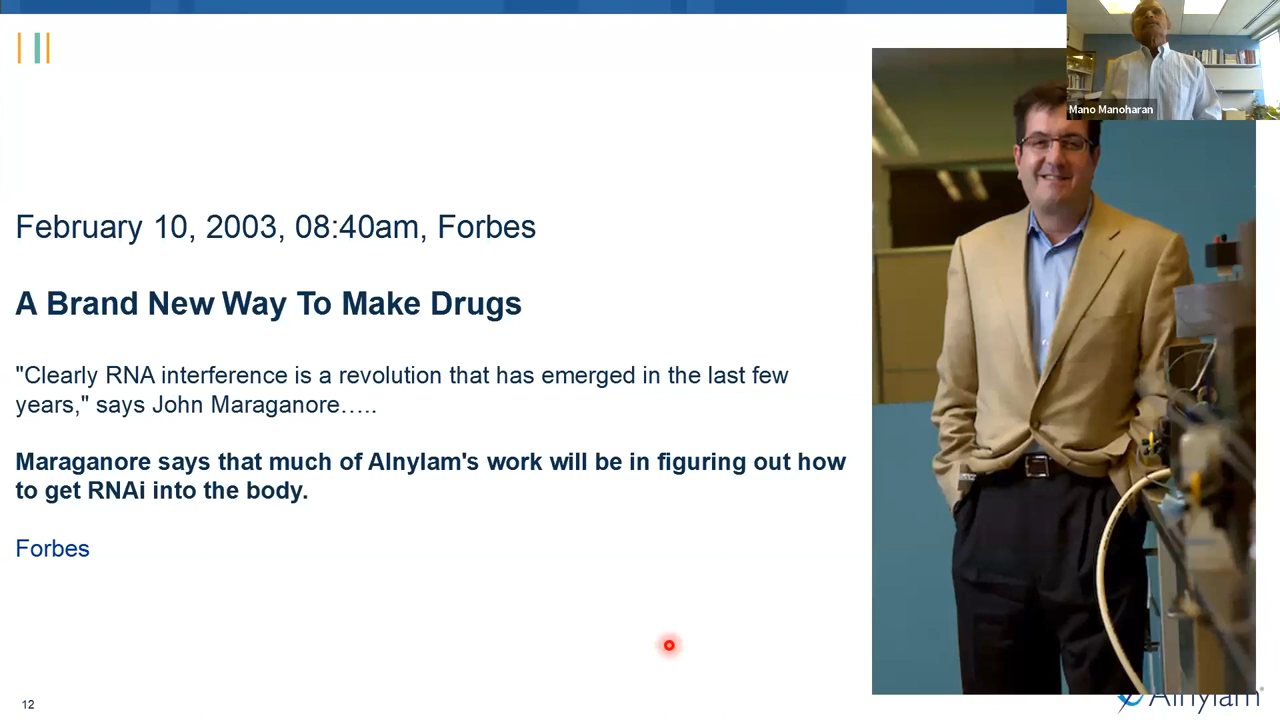 Mano Manoharan
February 10, 2003, 08:40am, Forbes
A Brand New Way To Make Drugs
"Clearly RNA interference is a revolution that has emerged in the last few
years," says John Maraganore…..
Maraganore says that much of Alnylam's work will be in figuring out how
to get RNAi into the body.
Forbes
12
Alnylam